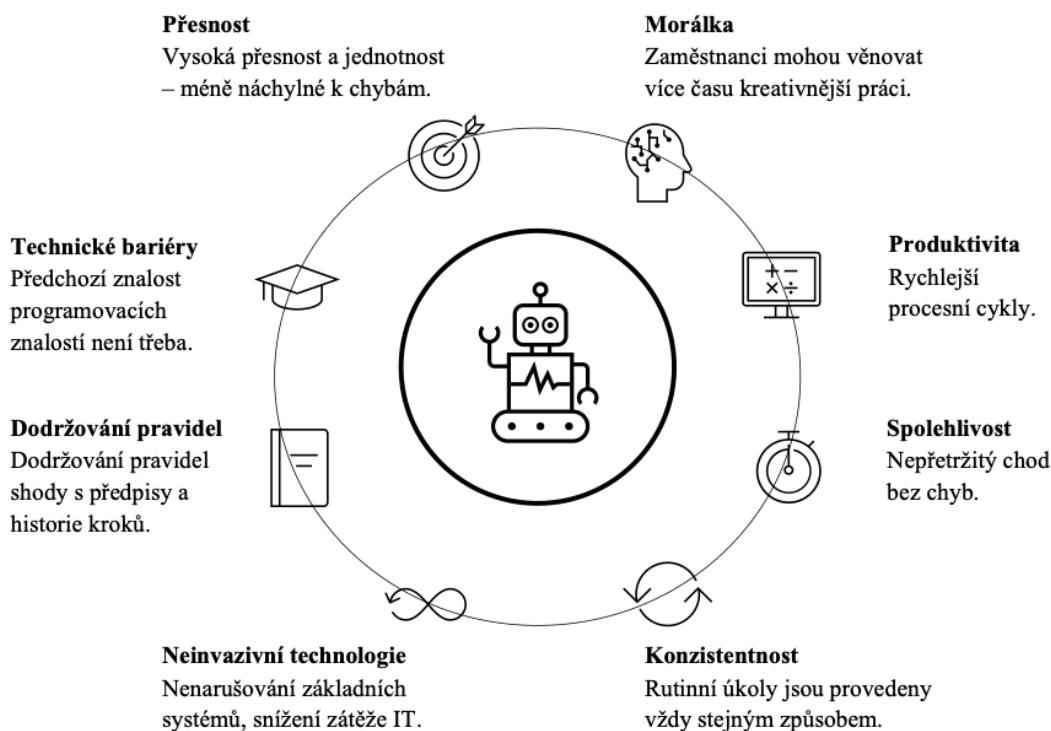 Přesnost
Vysoká přesnost a jednotnost
– méně náchylné k chybám.
Morálka
Zaměstnanci mohou věnovat
více času kreativnější práci.
Technické bariéry
Předchozí znalost
programovacích
znalostí není třeba.
Produktivita
Rychlejší
procesní cykly.
Dodržování pravidel
Dodržování pravidel
shody s předpisy a
historie kroků.
Spolehlivost
Nepřetržitý chod
bez chyb.
Neinvazivní technologie
Nenarušování základních
systémů, snížení zátěže IT.
Konzistentnost
Rutinní úkoly jsou provedeny
vždy stejným způsobem.